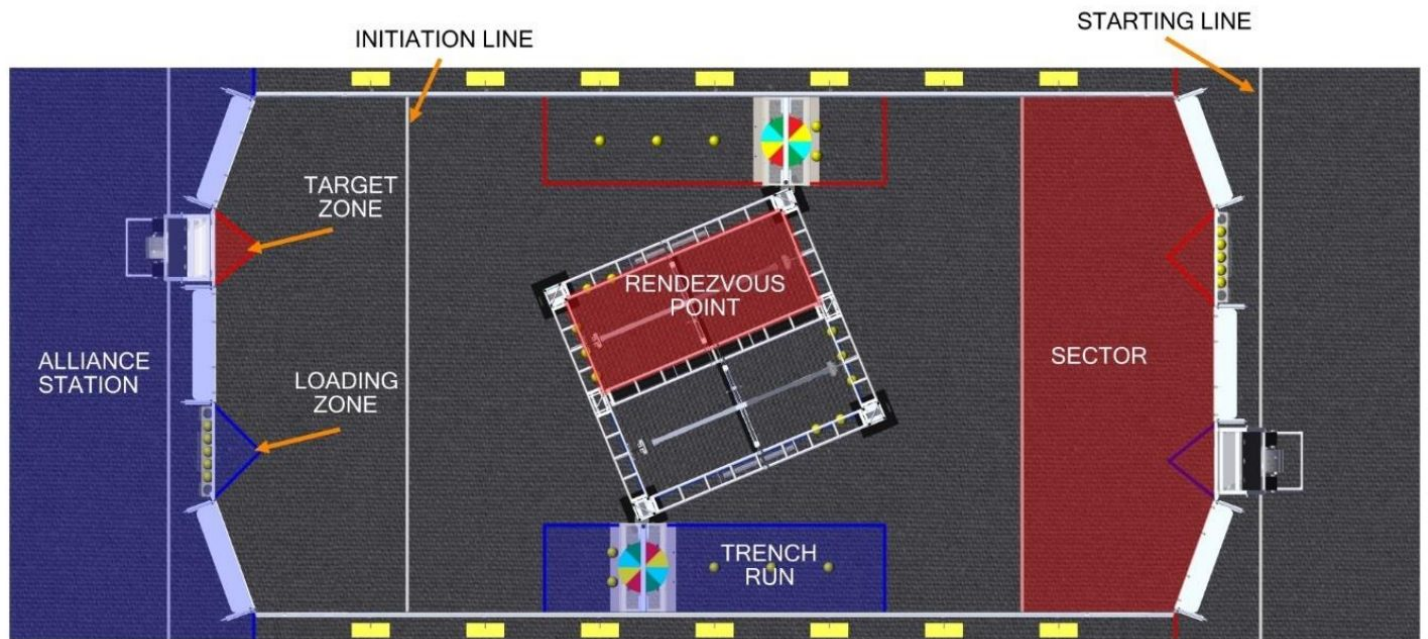 STARTING LINE
INITIATION LINE
TARGET
ZONE
RENDEZVOUS
POINT
ALLIANCE
STATION
LOADING
ZONE
SECTOR
TRENCH
RUN